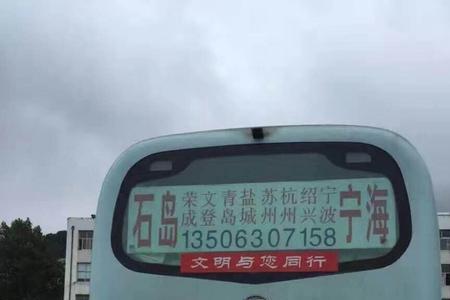 石岛 荣文青盐苏杭绍宁 宁海
成登岛城州州兴波
13506307158
文明与您同行